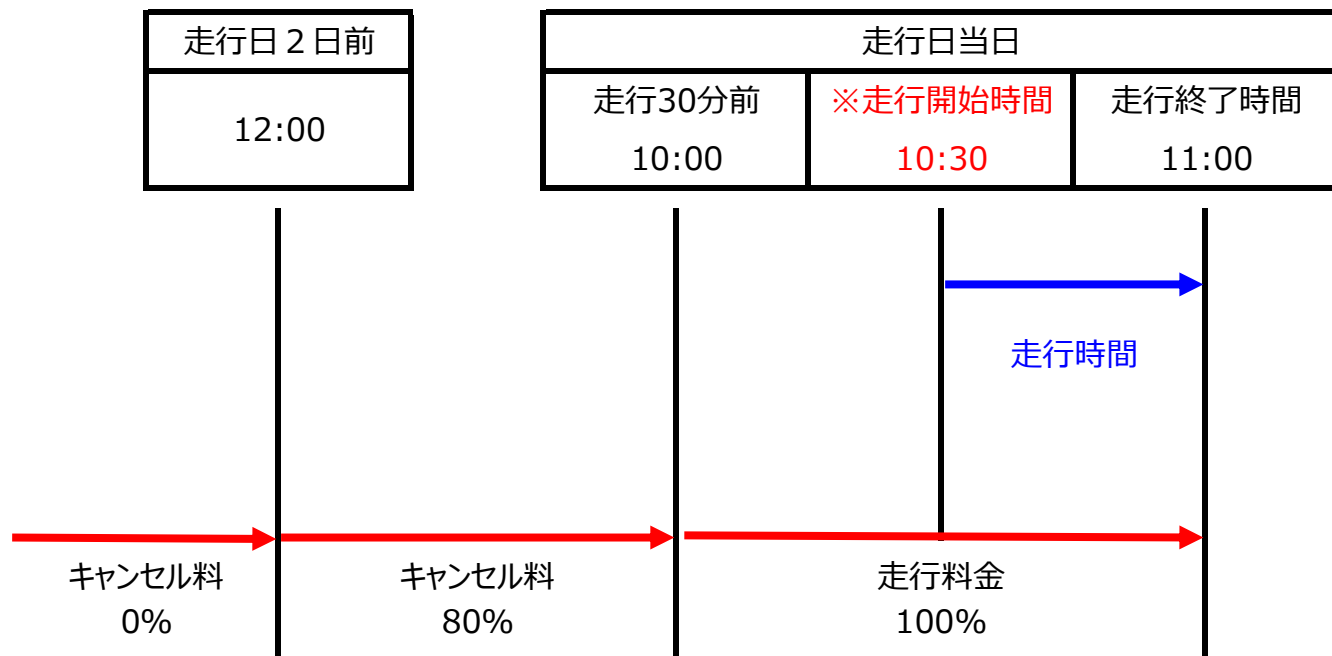 走行日２日前
12:00
走行日当日
走行30分前
10:00
※走行開始時間
10:30
走行終了時間
11:00
走行時間
キャンセル料
0%
キャンセル料
80%
走行料金
100%